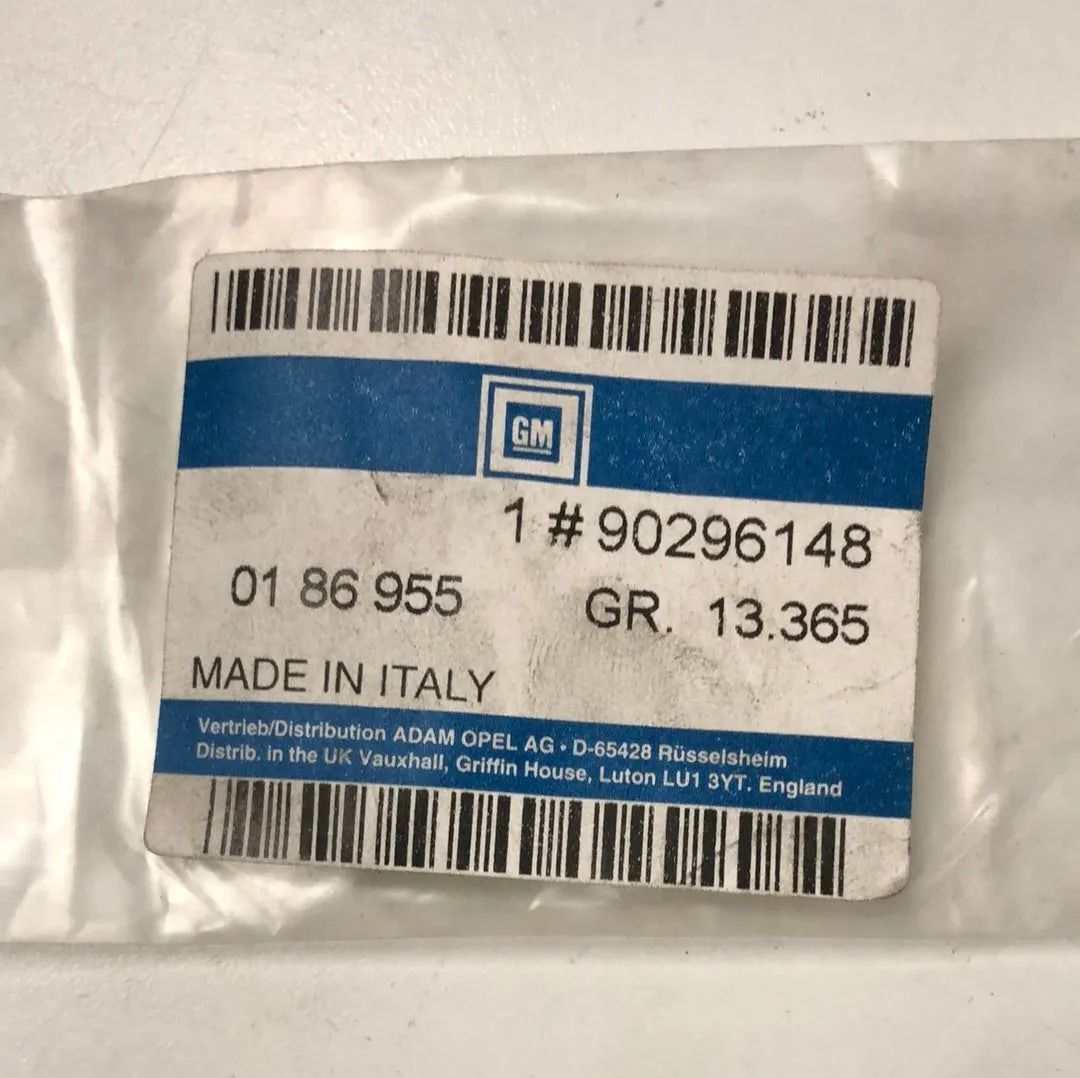 GM
1 # 90296148
01 86 955 GR. 13.365
MADE IN ITALY
Vertrieb/Distribution ADAM OPEL AG • D-65428 Rüsselsheim
Distrib. in the UK Vauxhall, Griffin House, Luton LU1 3YT. England